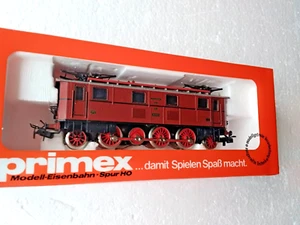 primex
... damit Spielen Spaß macht.
Modell-Eisenbahn · Spur HO